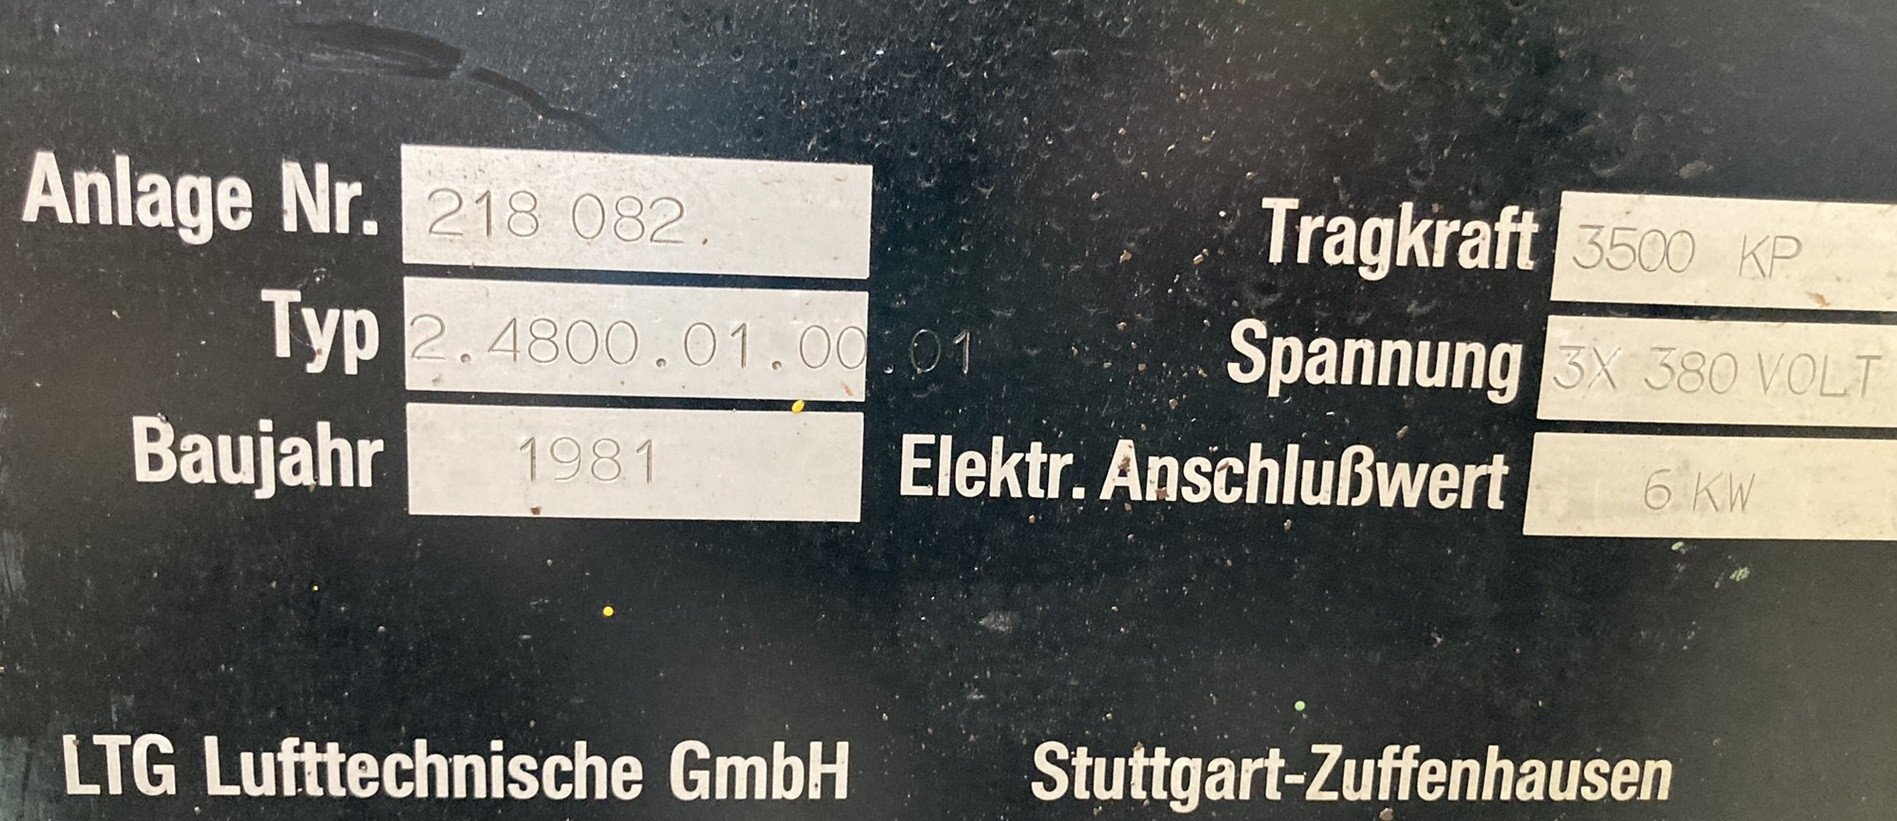 Anlage Nr. 218 082.
Typ 2.4800.01.00.01
Baujahr 1981
Tragkraft 3500 KP
Spannung 3X 380 VOLT
Elektr. Anschlußwert 6 KW
LTG Lufttechnische GmbH
Stuttgart-Zuffenhausen